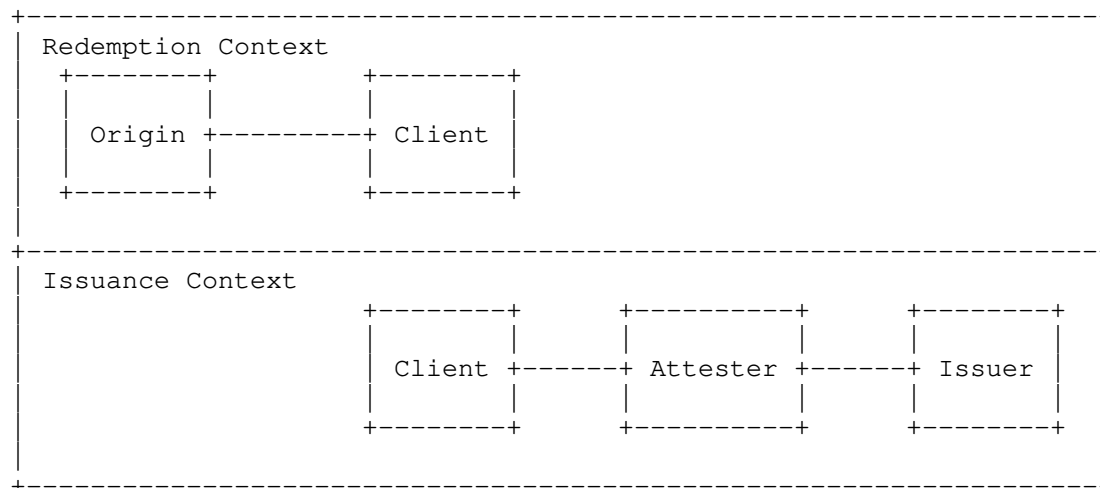 Redemption Context
Origin Client
Issuance Context
Client Attester Issuer